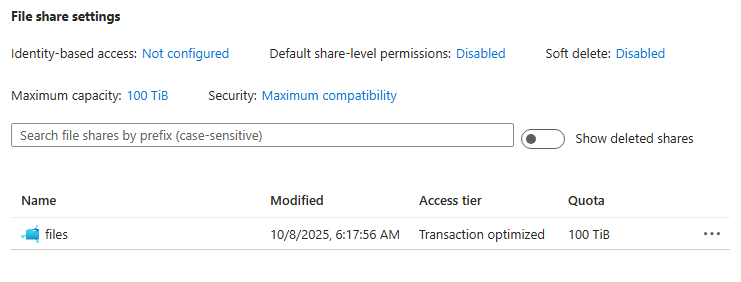 File share settings
Identity-based access: Not configured Default share-level permissions: Disabled Soft delete: Disabled
Maximum capacity: 100 TiB Security: Maximum compatibility
Search file shares by prefix (case-sensitive) Show deleted shares
Name Modified Access tier Quota
files 10/8/2025, 6:17:56 AM Transaction optimized 100 TiB